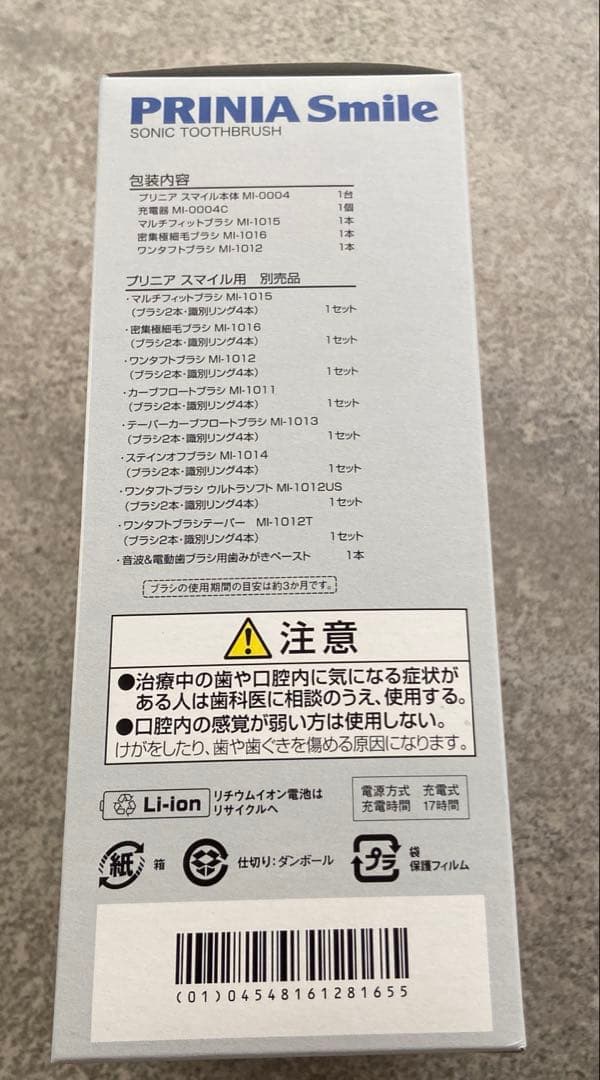 PRINIA Smile
SONIC TOOTHBRUSH
包装内容
プリニア スマイル本体 MI-0004 1台
充電器 MI-0004C 1個
マルチフィットブラシ MI-1015 1本
密集極細毛ブラシ MI-1016 1本
ワンタフトブラシ MI-1012 1本
プリニア スマイル用 別売品
・マルチフィットブラシ MI-1015
(ブラシ2本・識別リング4本) 1セット
・密集極細毛ブラシ MI-1016
(ブラシ2本・識別リング4本) 1セット
・ワンタフトブラシ MI-1012
(ブラシ2本・識別リング4本) 1セット
・カーブフロートブラシ MI-1011
(ブラシ2本・識別リング4本) 1セット
・テーパーカーブフロートブラシ MI-1013
(ブラシ2本・識別リング4本) 1セット
・ステインオフブラシ MI-1014
(ブラシ2本・識別リング4本) 1セット
・ワンタフトブラシ ウルトラソフト MI-1012US
(ブラシ2本・識別リング4本) 1セット
・ワンタフトブラシテーパー MI-1012T
(ブラシ2本・識別リング4本) 1セット
・音波&電動歯ブラシ用歯みがきペースト 1本
ブラシの使用期間の目安は約3か月です。
注意
●治療中の歯や口腔内に気になる症状が
ある人は歯科医に相談のうえ、使用する。
●口腔内の感覚が弱い方は使用しない。
けがをしたり、歯や歯ぐきを傷める原因になります。
Li-ion
リチウムイオン電池は
リサイクルへ
電源方式 充電式
充電時間 17時間
紙 箱
仕切り:ダンボール
プラ
袋
保護フィルム
(01)04548161281655